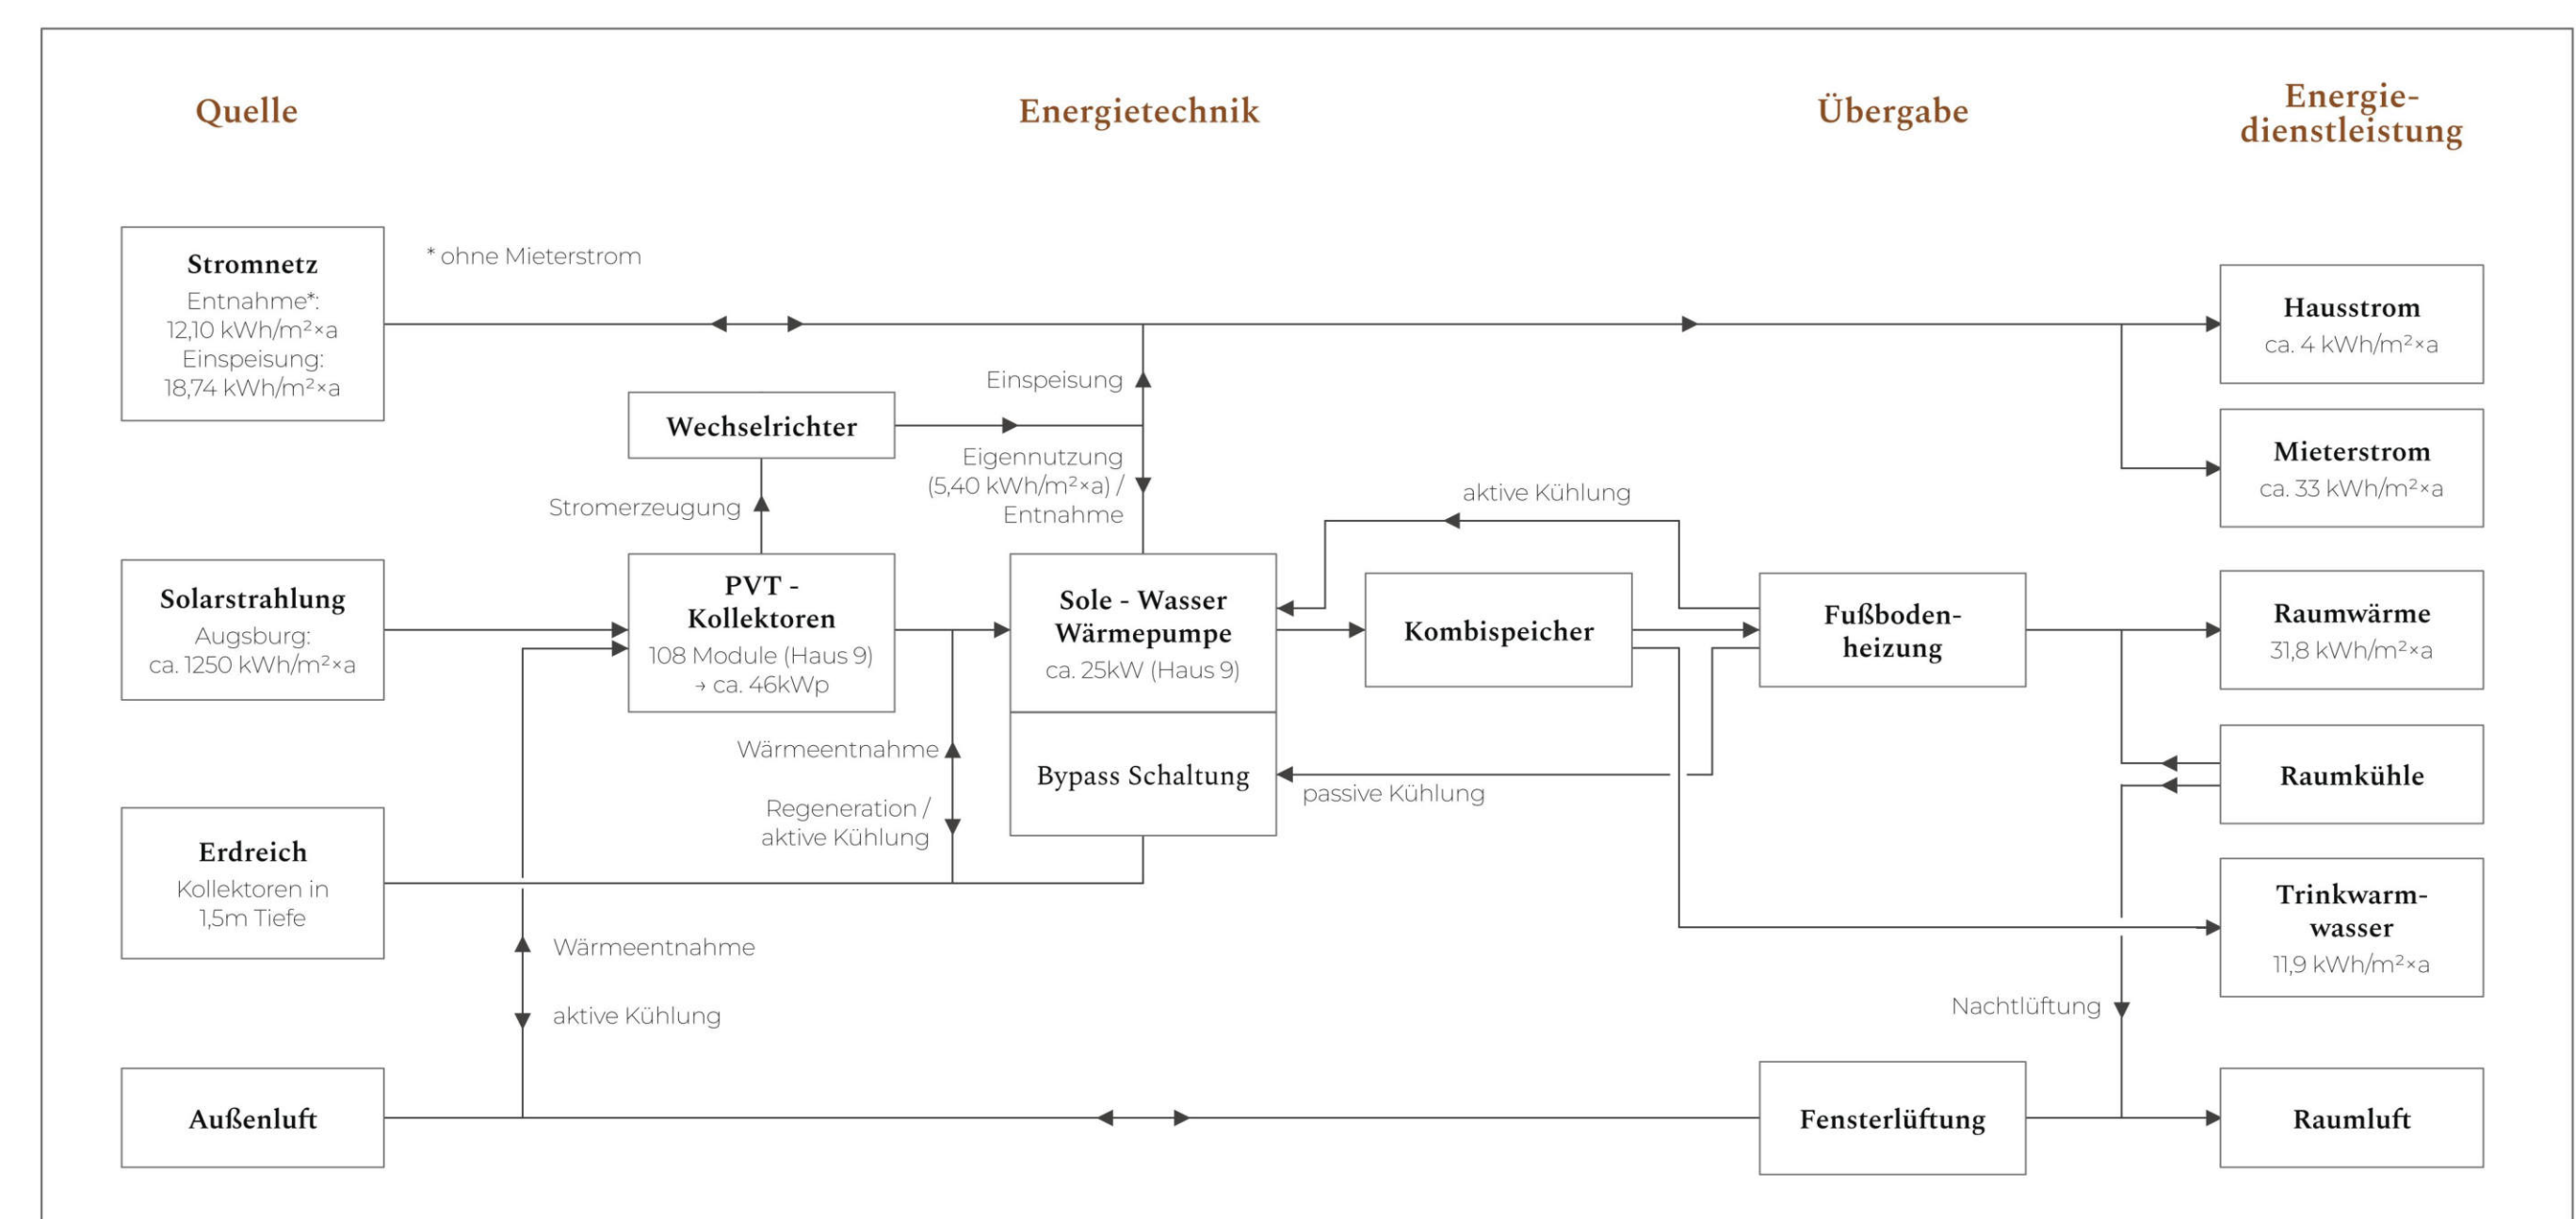 Quelle
Energietechnik
Übergabe
Energie-
dienstleistung
Stromnetz
Entnahme*:
12,10 kWh/m²×a
Einspeisung:
18,74 kWh/m²×a
* ohne Mieterstrom
Hausstrom
ca. 4 kWh/m²×a
Einspeisung
Wechselrichter
Mieterstrom
ca. 33 kWh/m²×a
Eigennutzung
(5,40 kWh/m²×a) /
Entnahme
Stromerzeugung
aktive Kühlung
Solarstrahlung
Augsburg:
ca. 1250 kWh/m²×a
PVT -
Kollektoren
108 Module (Haus 9)
→ ca. 46kWp
Sole - Wasser
Wärmepumpe
ca. 25kW (Haus 9)
Kombispeicher
Fußboden-
heizung
Raumwärme
31,8 kWh/m²×a
Wärmeentnahme
Regeneration /
aktive Kühlung
Bypass Schaltung
passive Kühlung
Raumkühle
Erdreich
Kollektoren in
1,5m Tiefe
Trinkwarm-
wasser
11,9 kWh/m²×a
Wärmeentnahme
aktive Kühlung
Nachtlüftung
Außenluft
Fensterlüftung
Raumluft